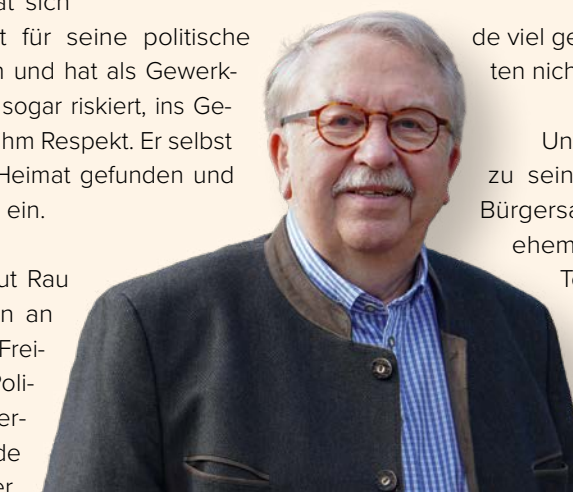 at sich
t für seine politische
n und hat als Gewerk-
sogar riskiert, ins Ge-
hm Respekt. Er selbst
Heimat gefunden und
ein.
ut Rau
n an
Frei-
Poli-
er-
de
er
de viel ge
ten nich
Un
zu sein
Bürgersa
ehem
Te